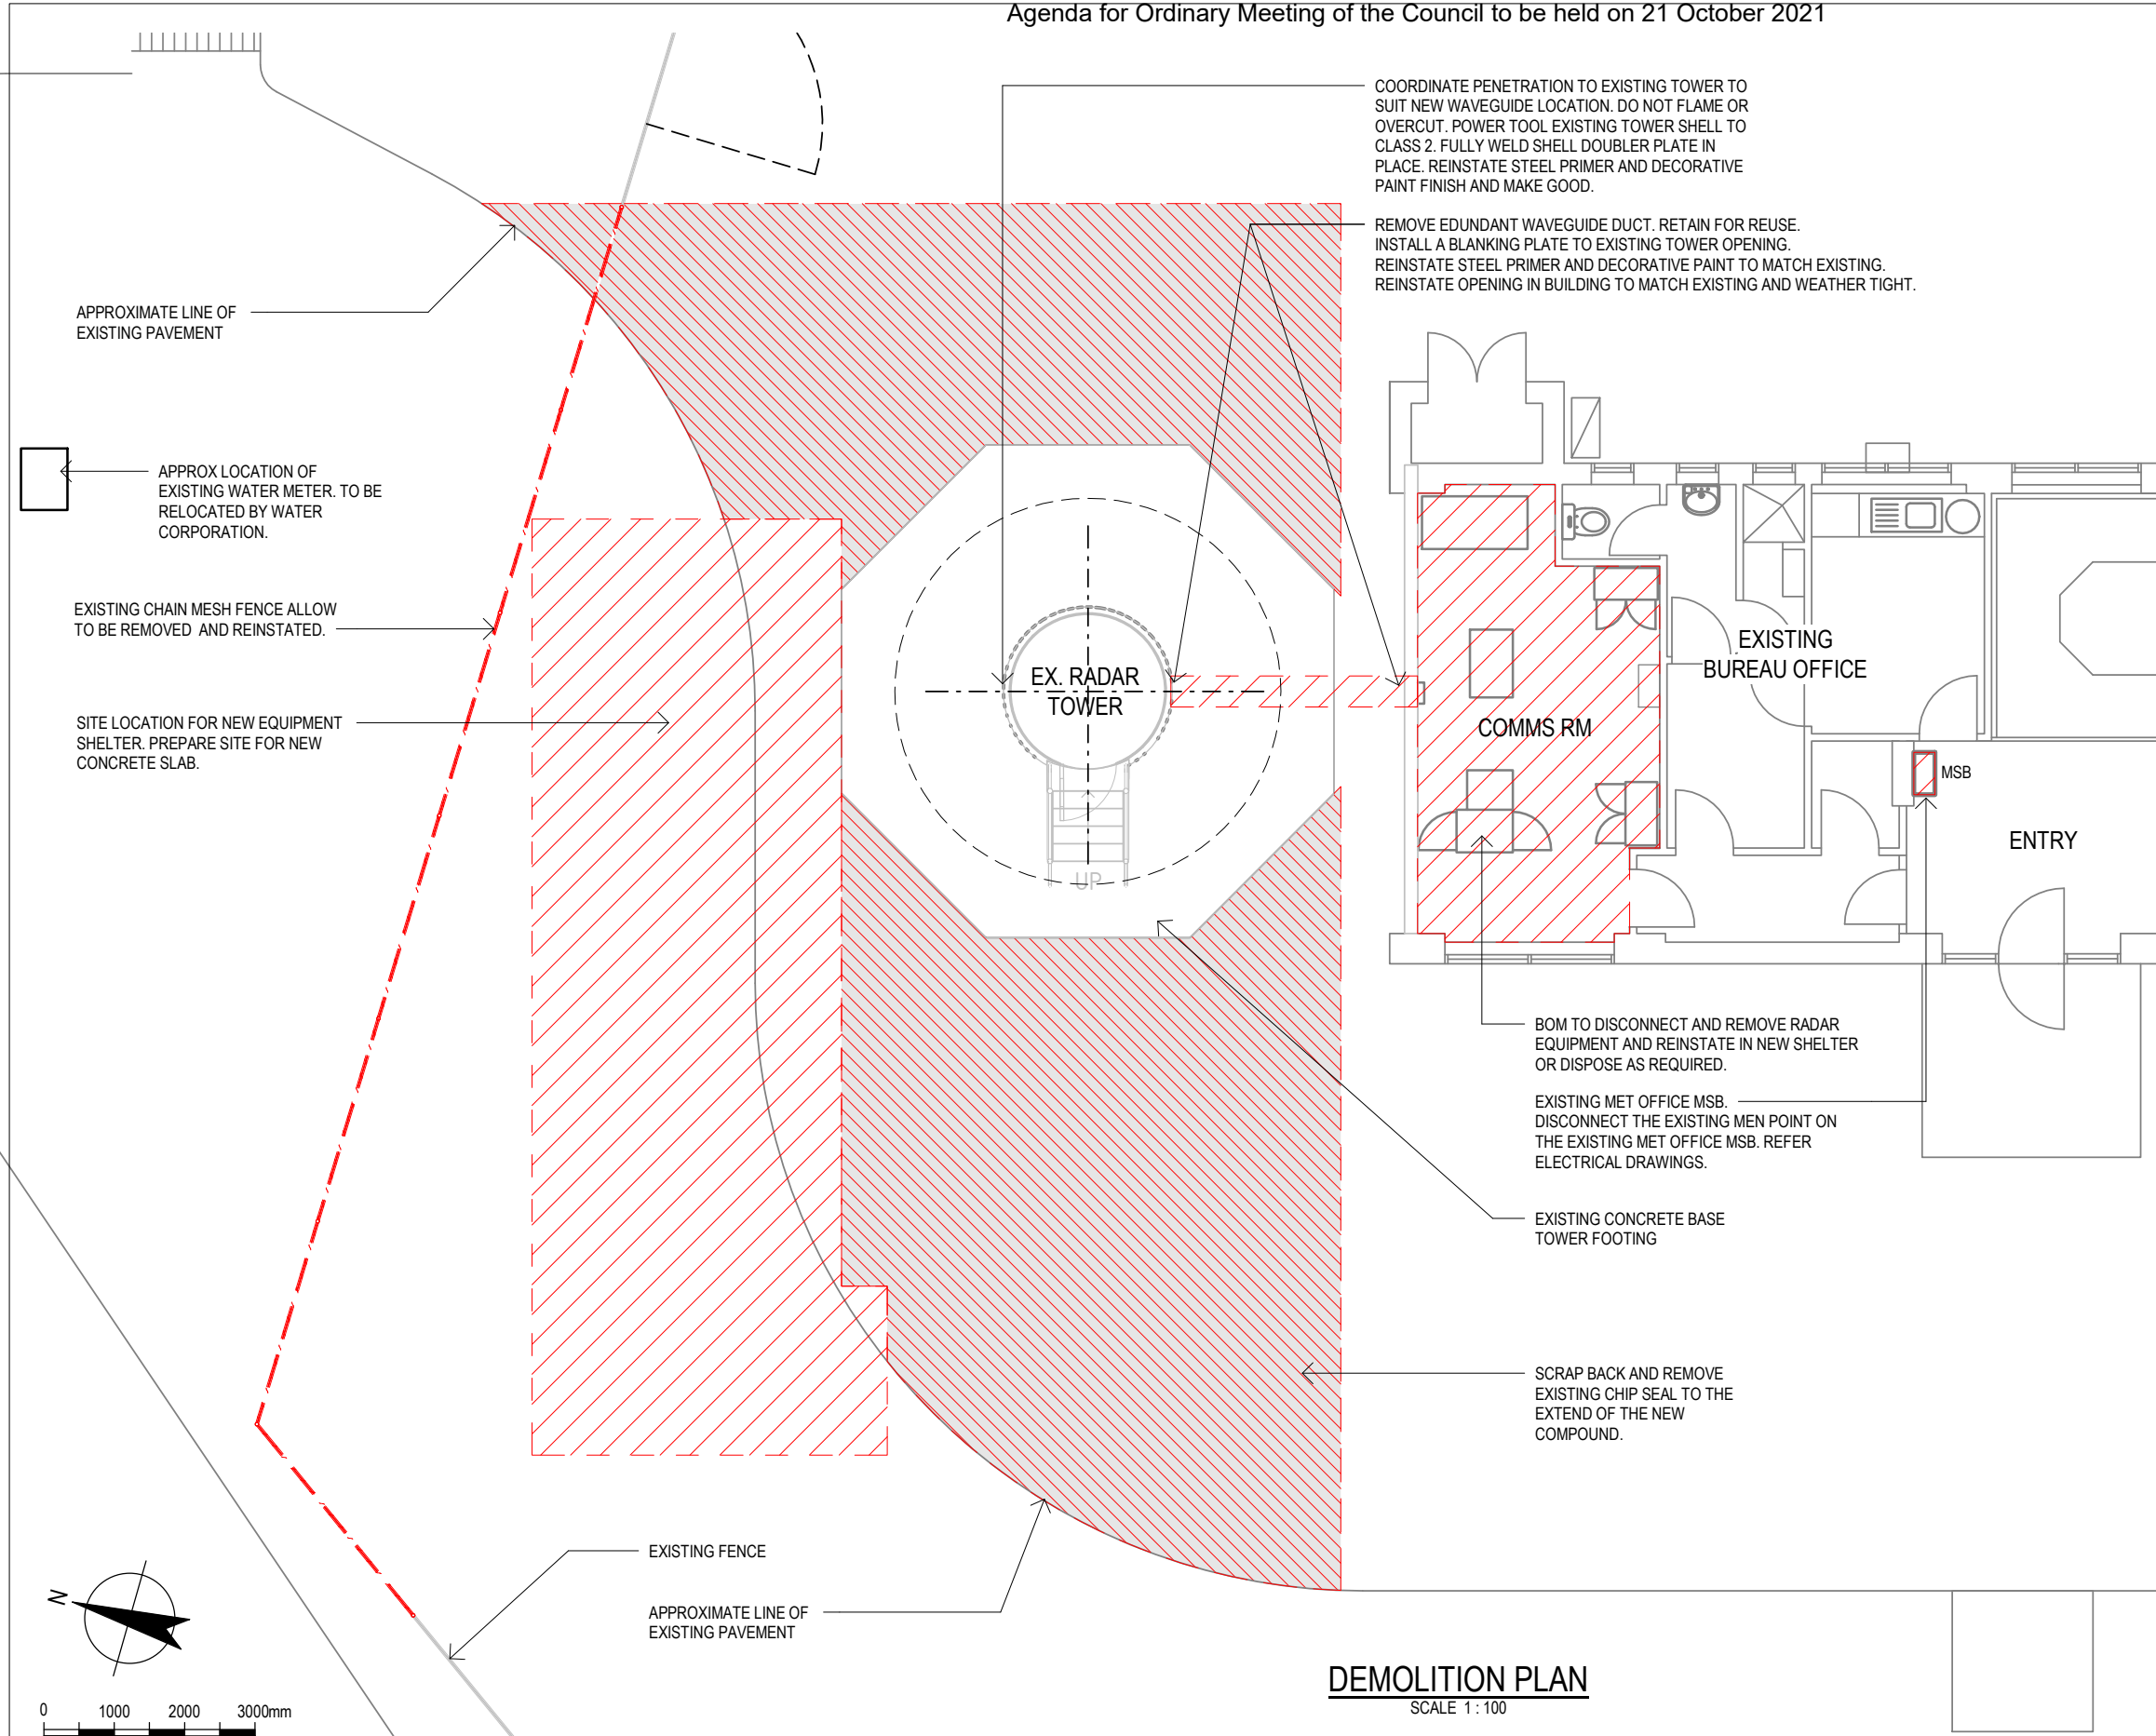 Agenda for Ordinary Meeting of the Council to be held on 21 October 2021
COORDINATE PENETRATION TO EXISTING TOWER TO
SUIT NEW WAVEGUIDE LOCATION. DO NOT FLAME OR
OVERCUT. POWER TOOL EXISTING TOWER SHELL TO
CLASS 2. FULLY WELD SHELL DOUBLER PLATE IN
PLACE. REINSTATE STEEL PRIMER AND DECORATIVE
PAINT FINISH AND MAKE GOOD.
REMOVE EDUNDANT WAVEGUIDE DUCT. RETAIN FOR REUSE.
INSTALL A BLANKING PLATE TO EXISTING TOWER OPENING.
REINSTATE STEEL PRIMER AND DECORATIVE PAINT TO MATCH EXISTING.
REINSTATE OPENING IN BUILDING TO MATCH EXISTING AND WEATHER TIGHT.
APPROXIMATE LINE OF
EXISTING PAVEMENT
APPROX LOCATION OF
EXISTING WATER METER. TO BE
RELOCATED BY WATER
CORPORATION.
EXISTING CHAIN MESH FENCE ALLOW
TO BE REMOVED AND REINSTATED.
SITE LOCATION FOR NEW EQUIPMENT
SHELTER. PREPARE SITE FOR NEW
CONCRETE SLAB.
EX. RADAR
TOWER
UP
COMMS RM
EXISTING
BUREAU OFFICE
MSB
ENTRY
BOM TO DISCONNECT AND REMOVE RADAR
EQUIPMENT AND REINSTATE IN NEW SHELTER
OR DISPOSE AS REQUIRED.
EXISTING MET OFFICE MSB.
DISCONNECT THE EXISTING MEN POINT ON
THE EXISTING MET OFFICE MSB. REFER
ELECTRICAL DRAWINGS.
EXISTING CONCRETE BASE
TOWER FOOTING
SCRAP BACK AND REMOVE
EXISTING CHIP SEAL TO THE
EXTEND OF THE NEW
COMPOUND.
EXISTING FENCE
APPROXIMATE LINE OF
EXISTING PAVEMENT
N
0 1000 2000 3000mm
DEMOLITION PLAN
SCALE 1 : 100